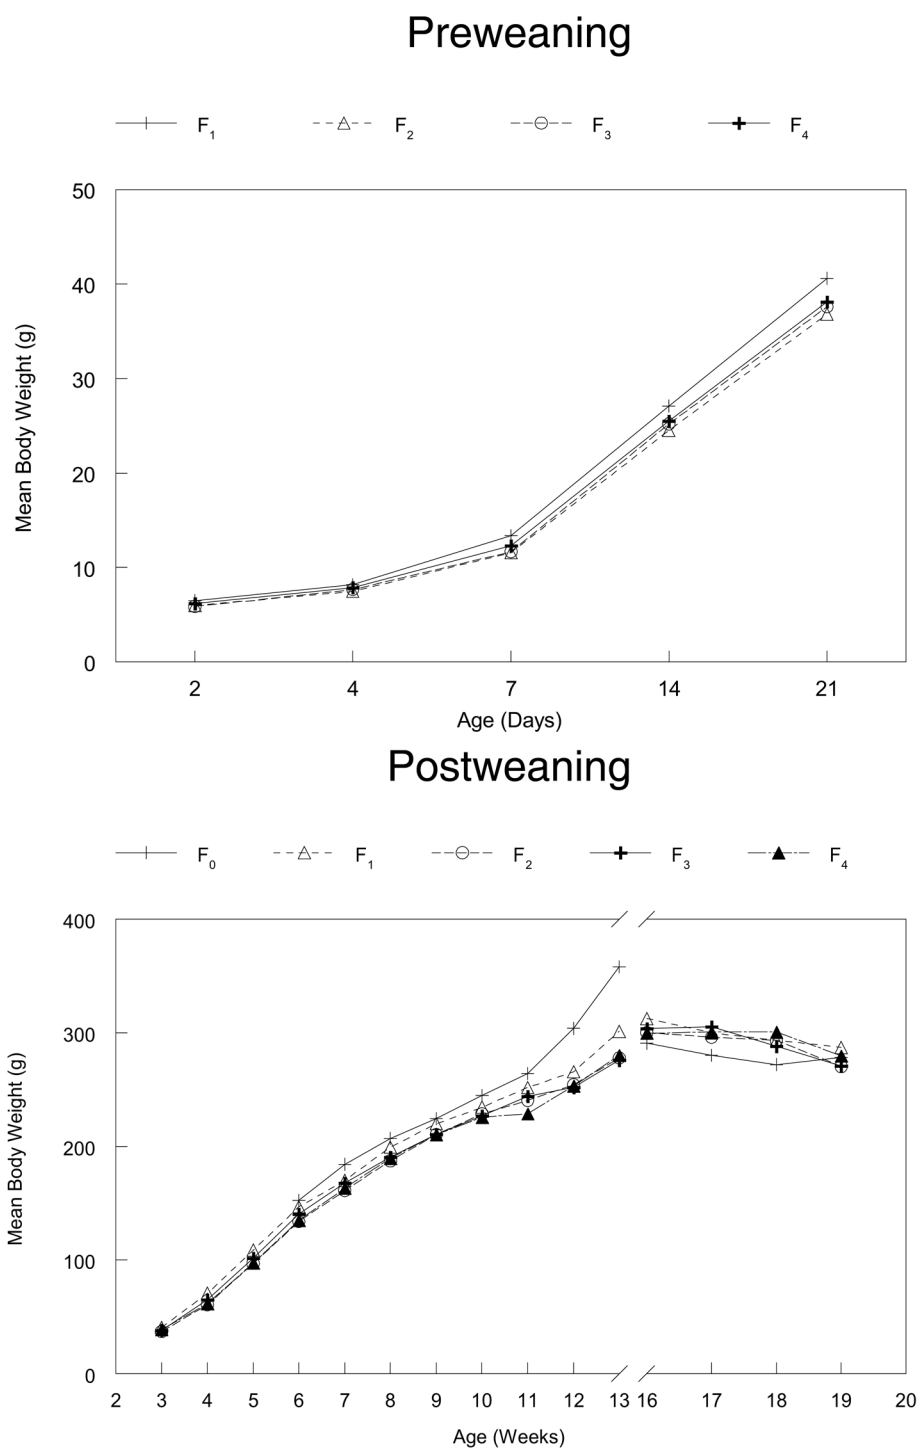 Preweaning
F1 F2 F3 F4
50
40
30
20
10
0
Mean Body Weight (g)
2 4 7 14 21
Age (Days)
Postweaning
F0 F1 F2 F3 F4
400
300
200
100
0
Mean Body Weight (g)
2 3 4 5 6 7 8 9 10 11 12 13 16 17 18 19 20
Age (Weeks)